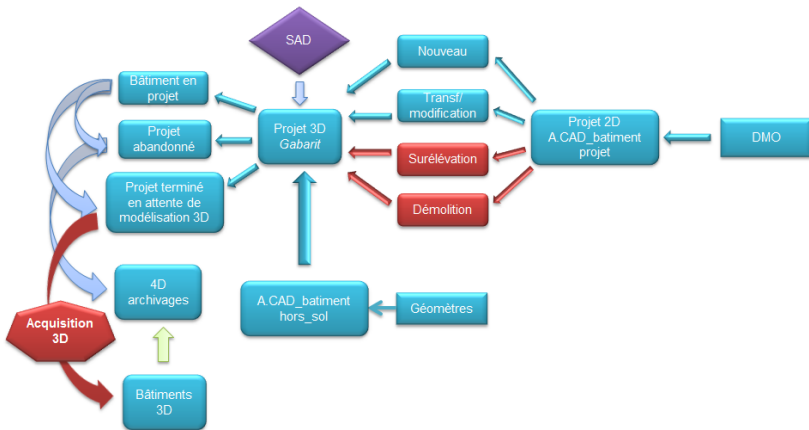 SAD
Nouveau
Bâtiment en
projet
Transf/
modification
Projet 3D
Gabarit
Projet 2D
A.CAD_batiment
projet
DMO
Projet
abandonné
Surélévation
Projet terminé
en attente de
modélisation 3D
Démolition
4D
archivages
A.CAD_batiment
hors_sol
Géomètres
Acquisition
3D
Bâtiments
3D